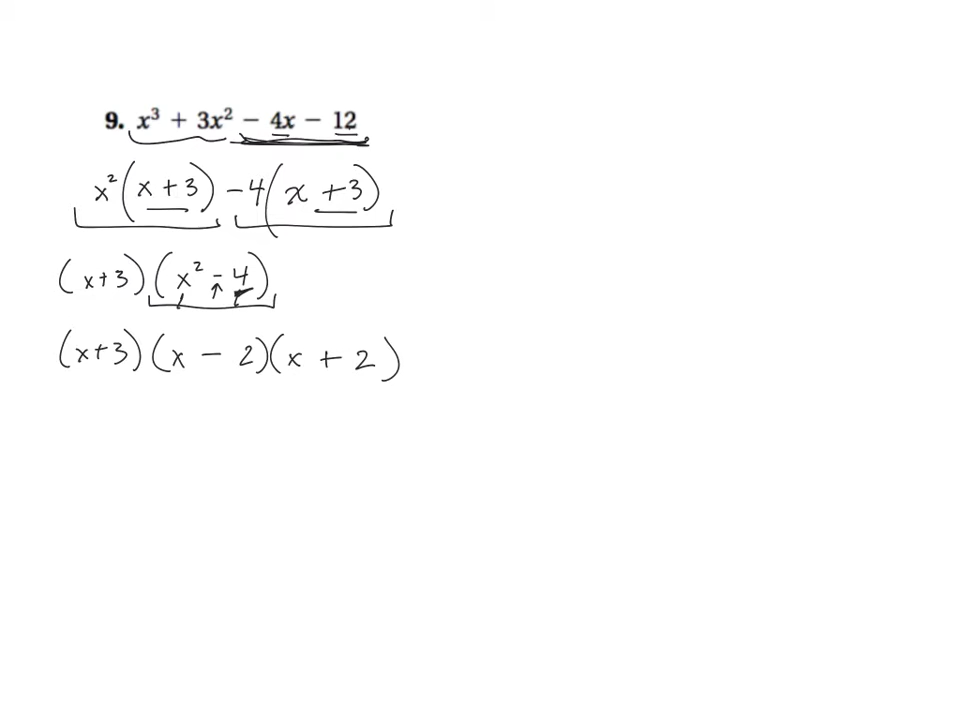 9. x³ + 3x² − 4x − 12
x²(x + 3) −4(x + 3)
(x+3)(x² − 4)
(x+3)(x − 2)(x + 2)